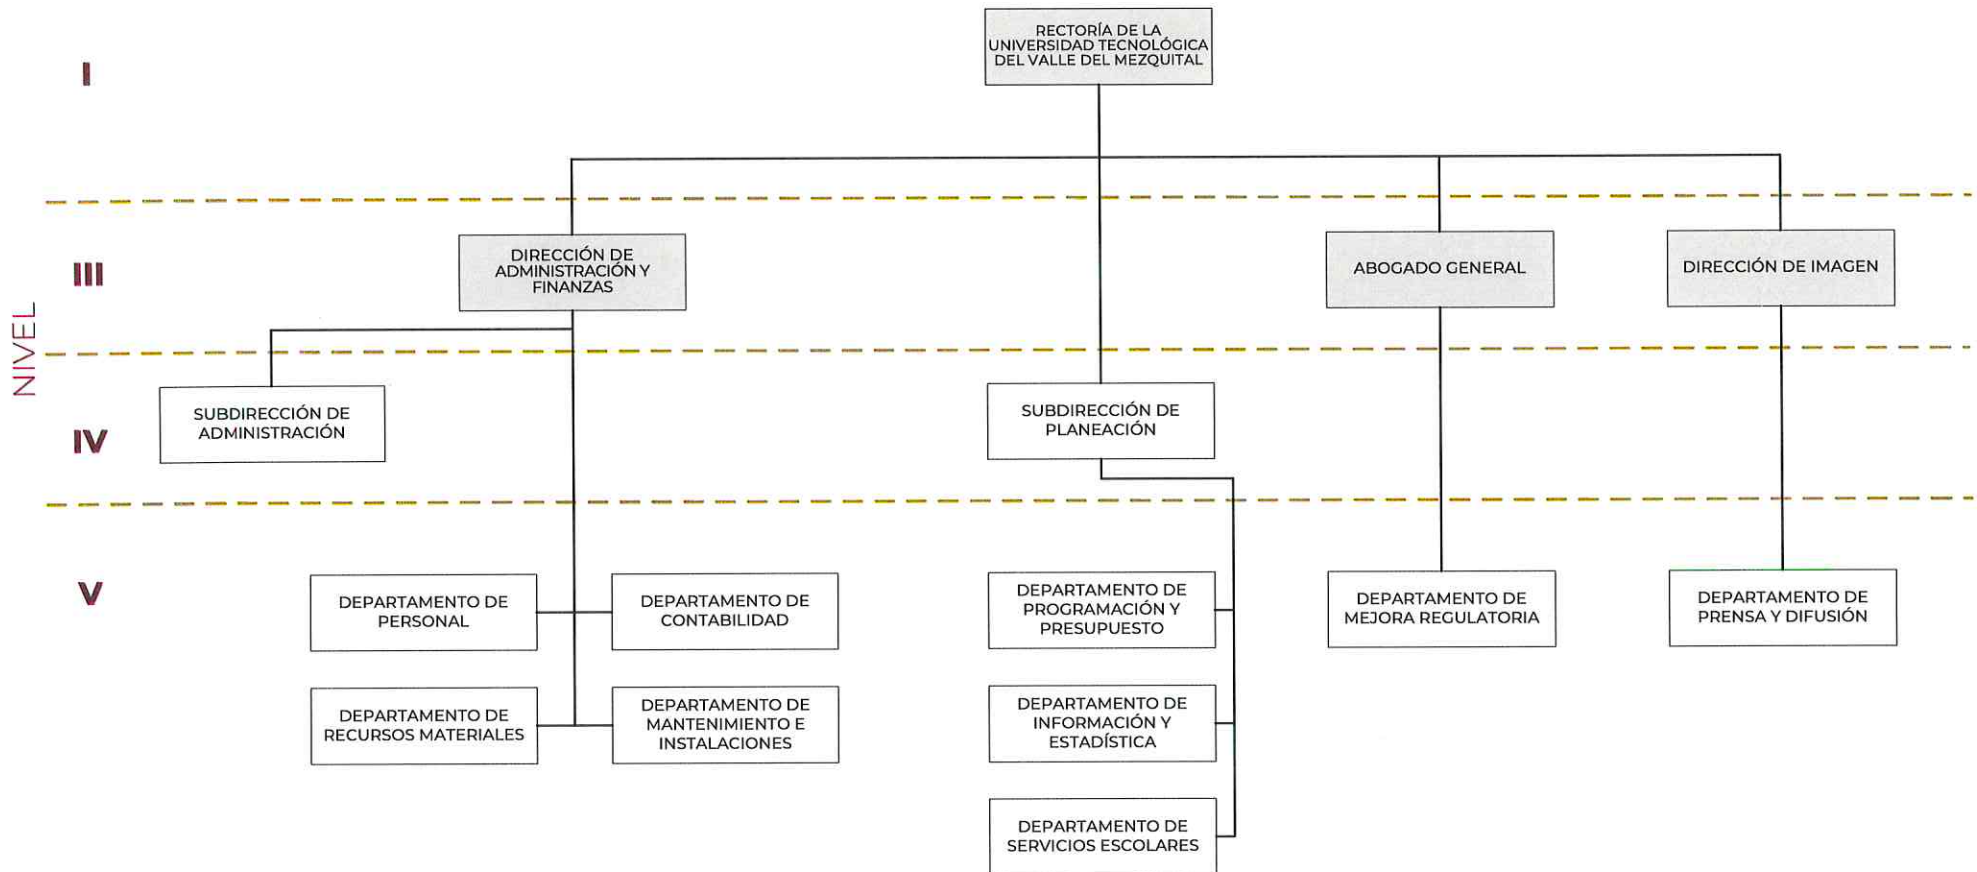 RECTORÍA DE LA
UNIVERSIDAD TECNOLÓGICA
DEL VALLE DEL MEZQUITAL
I
NIVEL
III
DIRECCIÓN DE
ADMINISTRACIÓN Y
FINANZAS
ABOGADO GENERAL
DIRECCIÓN DE IMAGEN
IV
SUBDIRECCIÓN DE
ADMINISTRACIÓN
SUBDIRECCIÓN DE
PLANEACIÓN
V
DEPARTAMENTO DE
PERSONAL
DEPARTAMENTO DE
CONTABILIDAD
DEPARTAMENTO DE
PROGRAMACIÓN Y
PRESUPUESTO
DEPARTAMENTO DE
MEJORA REGULATORIA
DEPARTAMENTO DE
PRENSA Y DIFUSIÓN
DEPARTAMENTO DE
RECURSOS MATERIALES
DEPARTAMENTO DE
MANTENIMIENTO E
INSTALACIONES
DEPARTAMENTO DE
INFORMACIÓN Y
ESTADÍSTICA
DEPARTAMENTO DE
SERVICIOS ESCOLARES